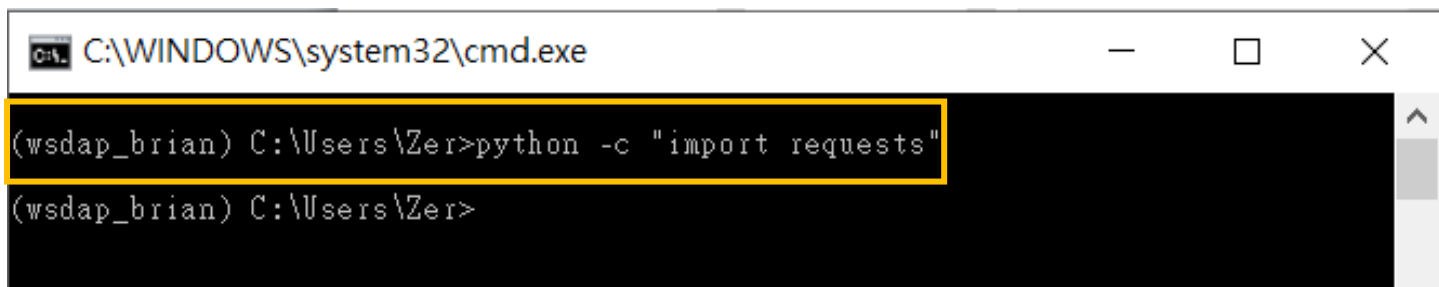 C:\WINDOWS\system32\cmd.exe
(wsdap_brian) C:\Users\Zer>python -c "import requests"
(wsdap_brian) C:\Users\Zer>